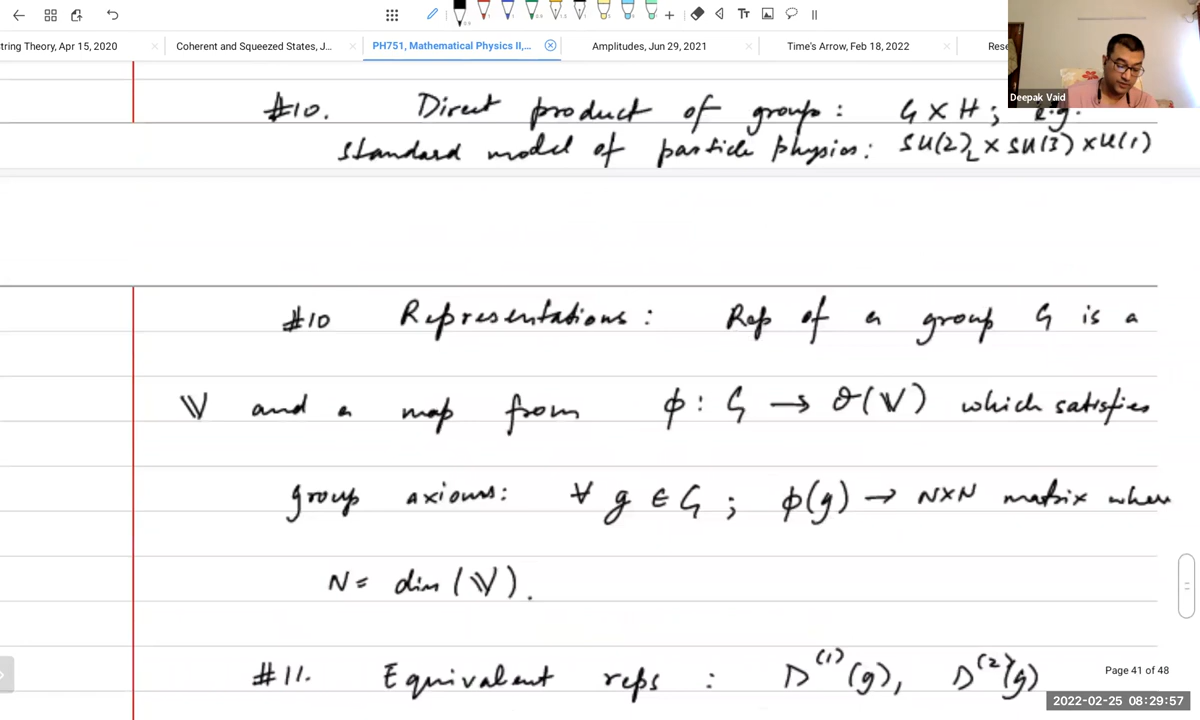 tring Theory, Apr 15, 2020
Coherent and Squeezed States, J...
PH751, Mathematical Physics II,...
Amplitudes, Jun 29, 2021
Time's Arrow, Feb 18, 2022
Rese
Deepak Vaid
#10. Direct product of groups : G × H ; e.g.
standard model of particle physics : SU(2)_L × SU(3) × U(1)
#10 Representations : Rep of a group G is a
𝕍 and a map from ϕ : G → O(𝕍) which satisfies
group axioms : ∀ g ∈ G ; ϕ(g) → N×N matrix where
N = dim (𝕍).
#11. Equivalent reps : D^(1)(g), D^(2)(g)
Page 41 of 48
2022-02-25 08:29:57